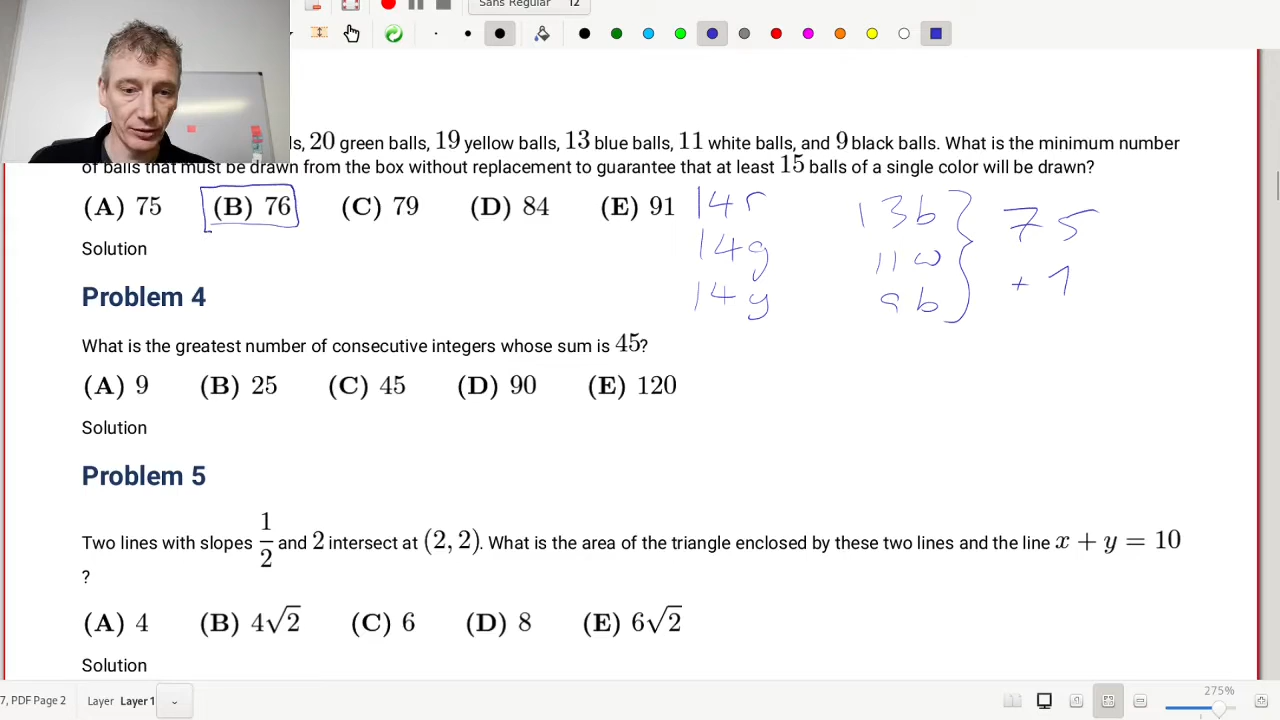 Sans Regular 12
ls, 20 green balls, 19 yellow balls, 13 blue balls, 11 white balls, and 9 black balls. What is the minimum number
of balls that must be drawn from the box without replacement to guarantee that at least 15 balls of a single color will be drawn?
(A) 75 (B) 76 (C) 79 (D) 84 (E) 91
14r 13b 75
14g 11w + 1
14y 9b
Solution
Problem 4
What is the greatest number of consecutive integers whose sum is 45?
(A) 9 (B) 25 (C) 45 (D) 90 (E) 120
Solution
Problem 5
Two lines with slopes 1/2 and 2 intersect at (2, 2). What is the area of the triangle enclosed by these two lines and the line x + y = 10
?
(A) 4 (B) 4√2 (C) 6 (D) 8 (E) 6√2
Solution
7, PDF Page 2 Layer Layer 1 275%